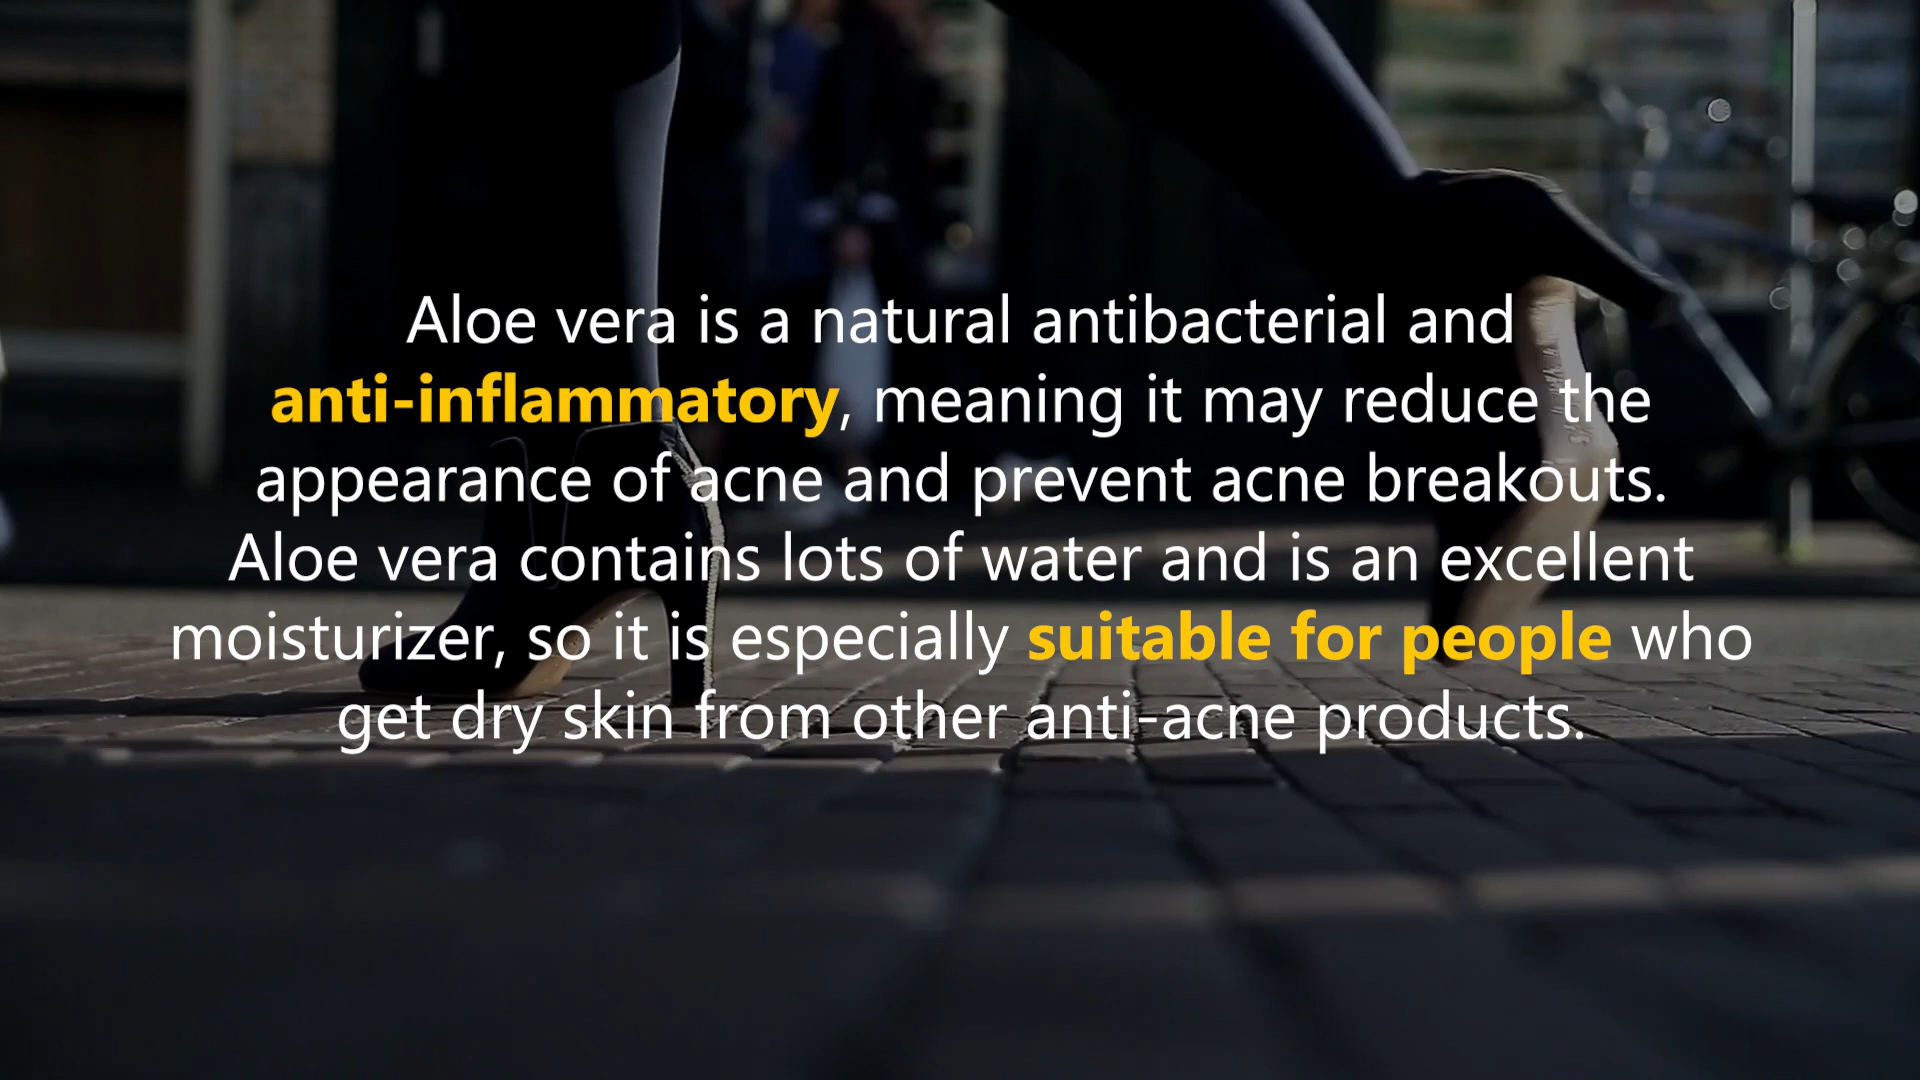 Aloe vera is a natural antibacterial and
anti-inflammatory, meaning it may reduce the
appearance of acne and prevent acne breakouts.
Aloe vera contains lots of water and is an excellent
moisturizer, so it is especially suitable for people who
get dry skin from other anti-acne products.